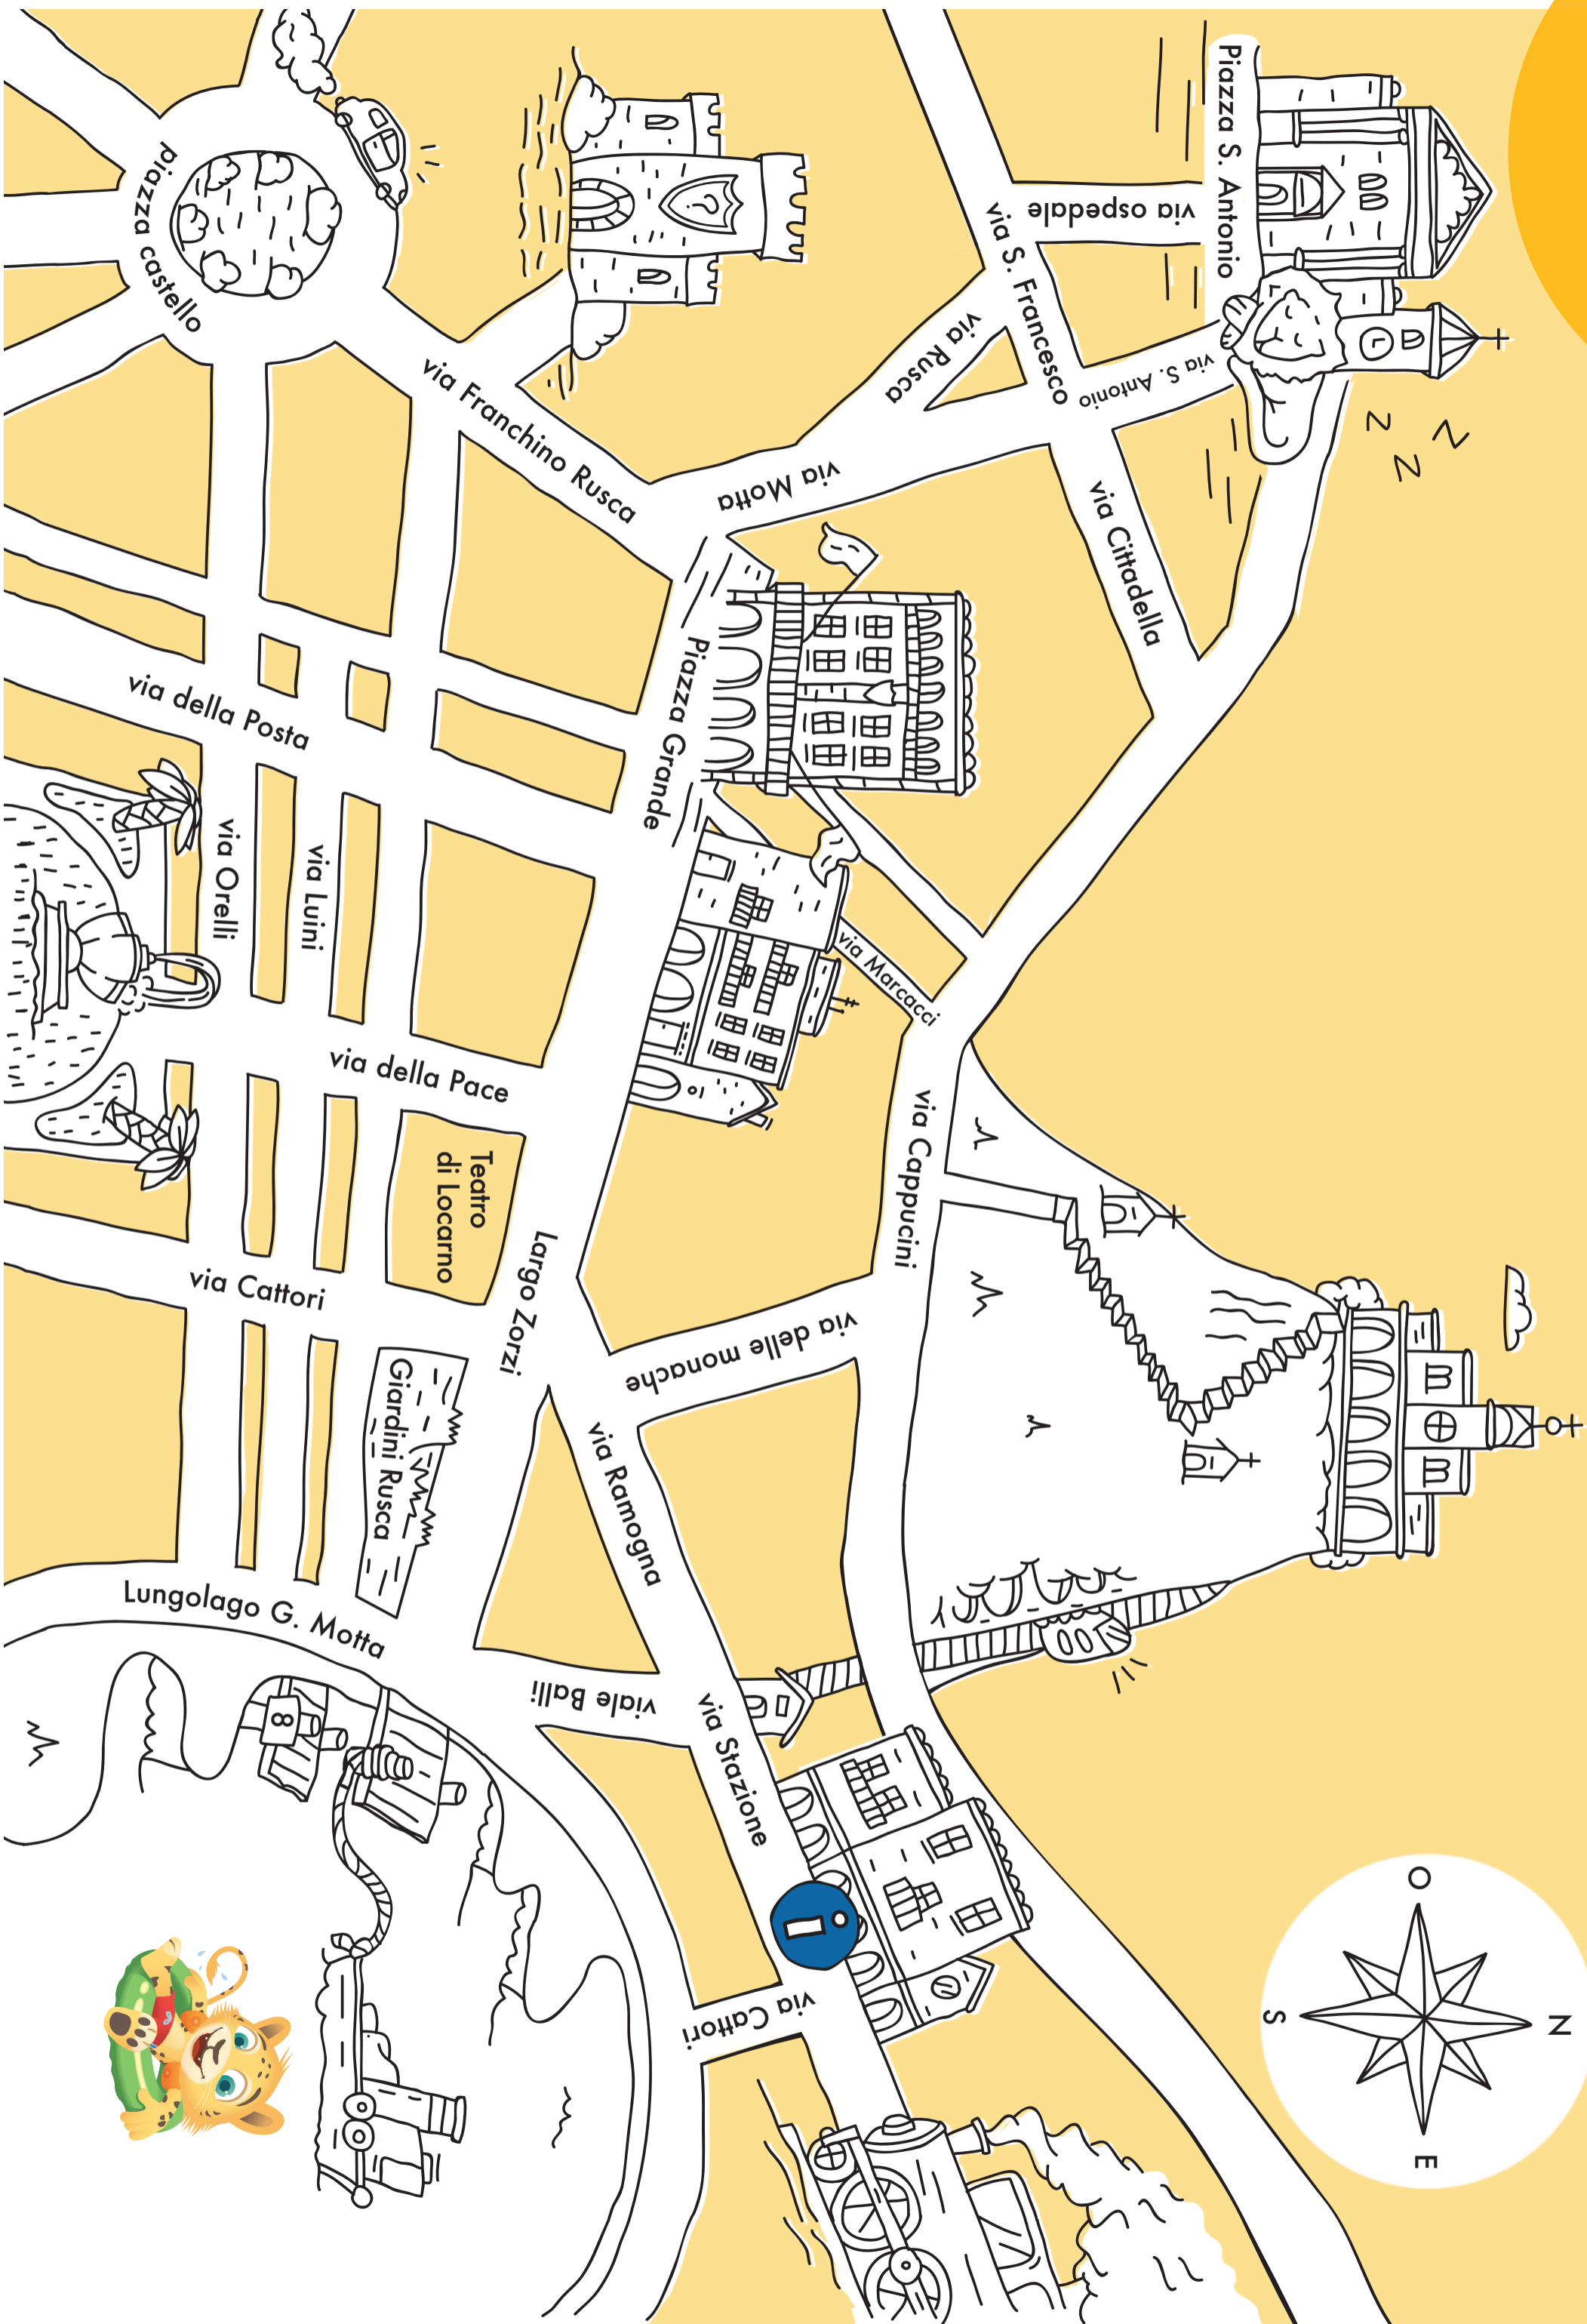 Piazza S. Antonio
via ospedale
via S. Francesco
via Rusca
via S. Antonio
via Cittadella
via Motta
piazza castello
via Franchino Rusca
Piazza Grande
via Marcacci
via della Posta
via Orelli
via Luini
via della Pace
Teatro
di Locarno
via Cappucini
Largo Zorzi
via delle monache
via Cattori
Giardini Rusca
via Ramogna
Lungolago G. Motta
viale Balli
via Stazione
8
i
via Cattori
N
O
S
E
Z
Z
Z